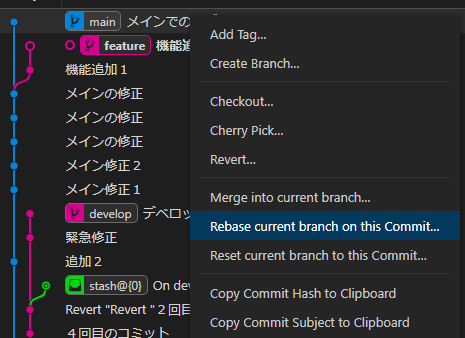 main メインでの
feature 機能追
機能追加１
メインの修正
メインの修正
メインの修正
メイン修正２
メイン修正１
develop デベロッ
緊急修正
追加２
stash@{0} On dev
Revert "Revert "２回目
４回目のコミット
Add Tag...
Create Branch...
Checkout...
Cherry Pick...
Revert...
Merge into current branch...
Rebase current branch on this Commit...
Reset current branch to this Commit...
Copy Commit Hash to Clipboard
Copy Commit Subject to Clipboard